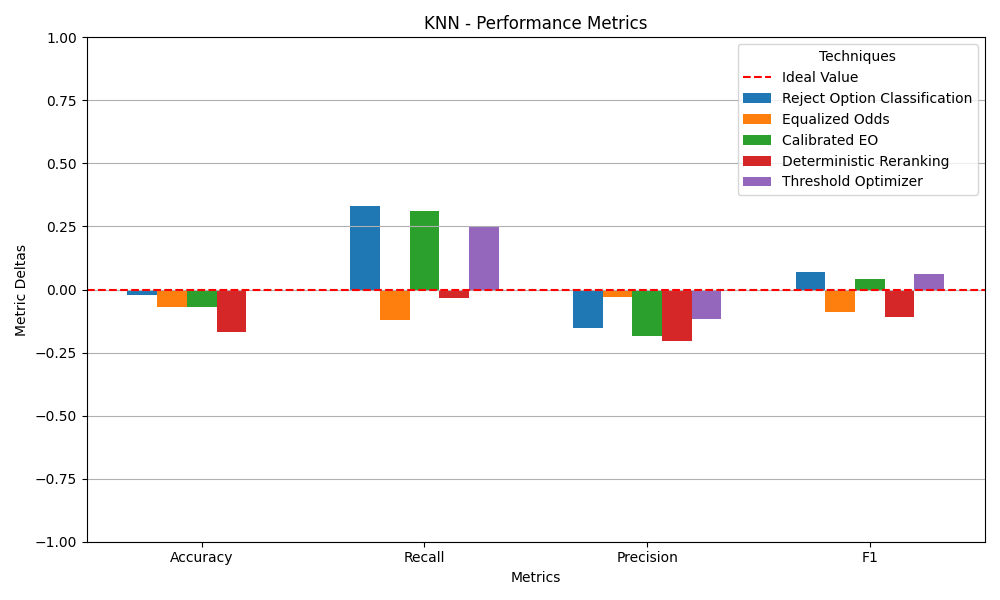 KNN - Performance Metrics
Metric Deltas
1.00
0.75
0.50
0.25
0.00
−0.25
−0.50
−0.75
−1.00
Techniques
Ideal Value
Reject Option Classification
Equalized Odds
Calibrated EO
Deterministic Reranking
Threshold Optimizer
Accuracy
Recall
Precision
F1
Metrics